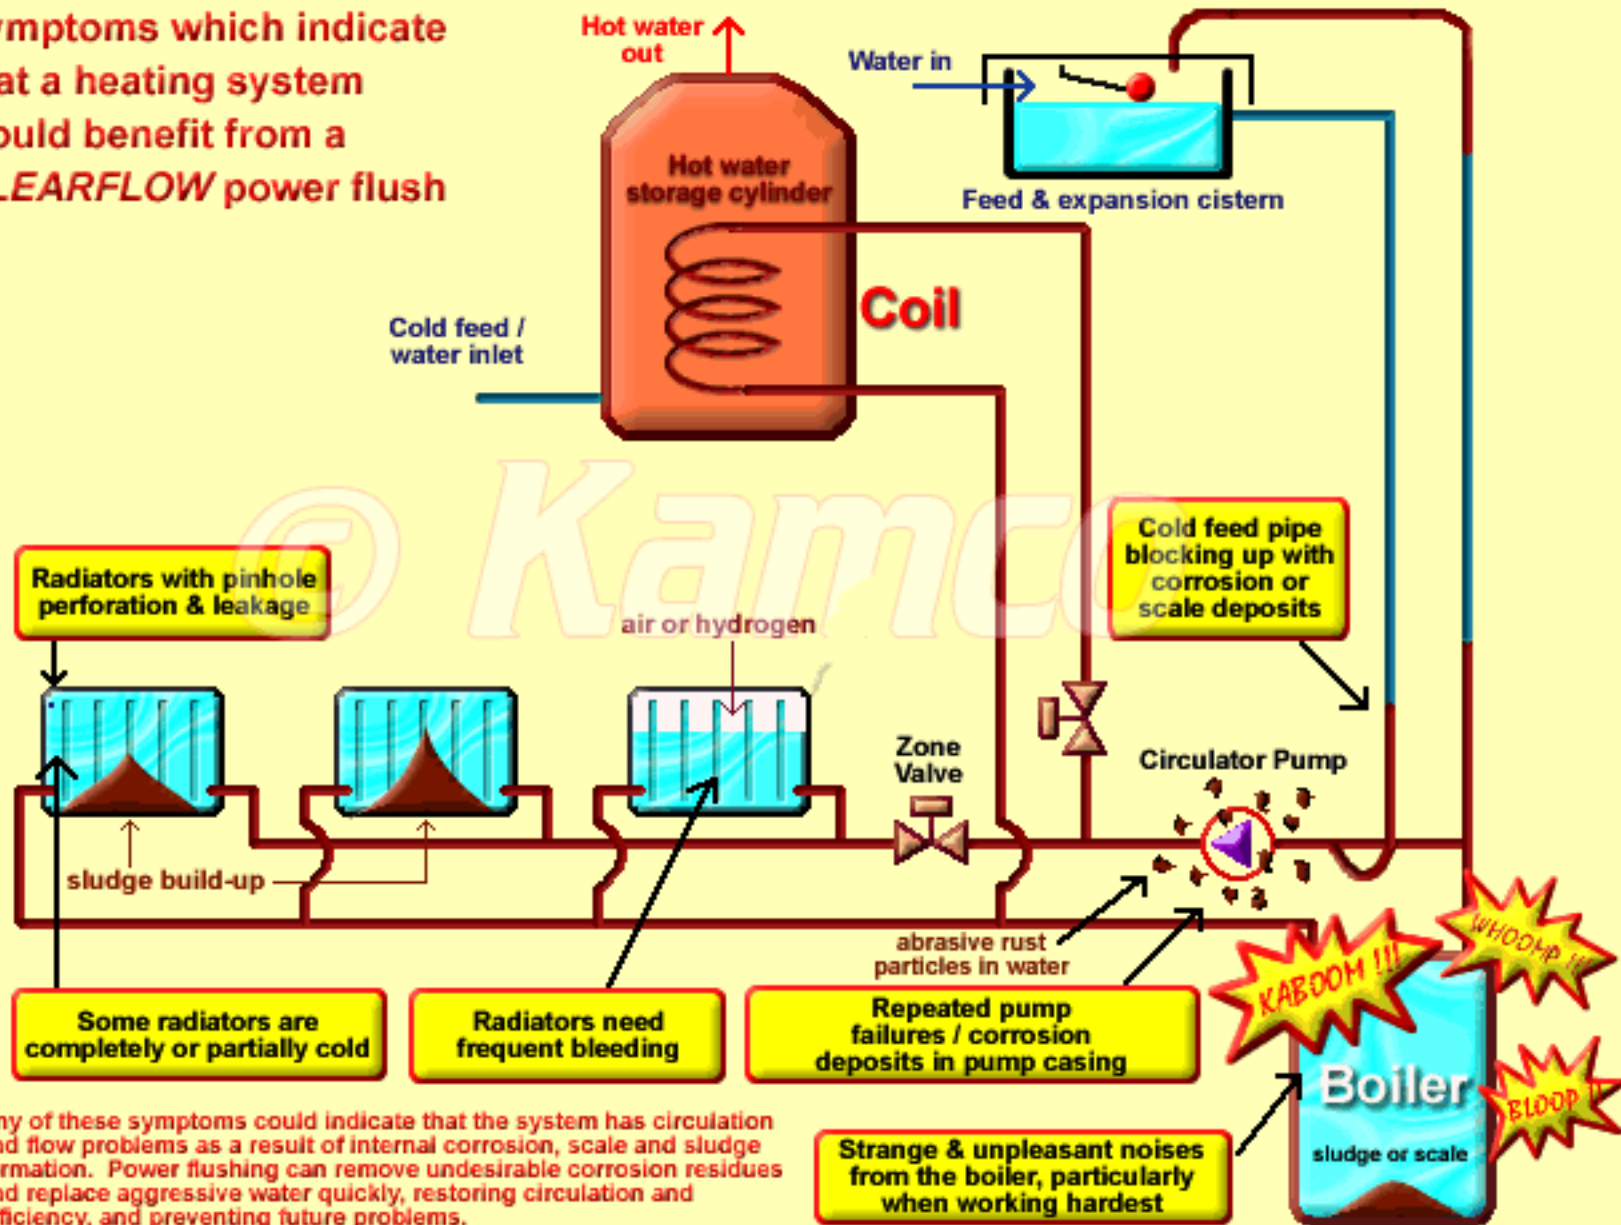 ymptoms which indicate
at a heating system
ould benefit from a
LEARFLOW power flush
Hot water
out
Water in
Hot water
storage cylinder
Feed & expansion cistern
Coil
Cold feed /
water inlet
© Kamco
Cold feed pipe
blocking up with
corrosion or
scale deposits
Radiators with pinhole
perforation & leakage
air or hydrogen
Zone
Valve
Circulator Pump
sludge build-up
abrasive rust
particles in water
KABOOM !!!
WHOOMP !!!
Some radiators are
completely or partially cold
Radiators need
frequent bleeding
Repeated pump
failures / corrosion
deposits in pump casing
Boiler
BLOOP !!
sludge or scale
Strange & unpleasant noises
from the boiler, particularly
when working hardest
ny of these symptoms could indicate that the system has circulation
nd flow problems as a result of internal corrosion, scale and sludge
rmation. Power flushing can remove undesirable corrosion residues
nd replace aggressive water quickly, restoring circulation and
ficiency, and preventing future problems.